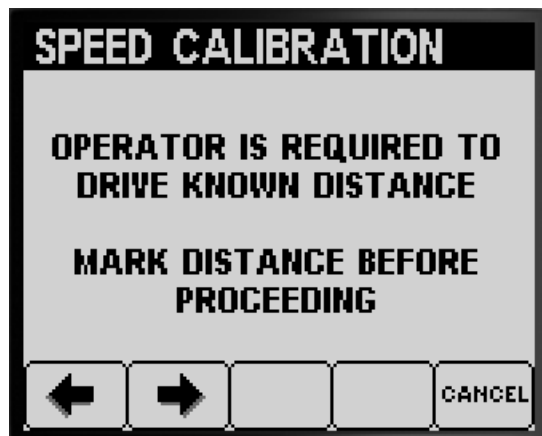 SPEED CALIBRATION
OPERATOR IS REQUIRED TO
DRIVE KNOWN DISTANCE
MARK DISTANCE BEFORE
PROCEEDING
CANCEL